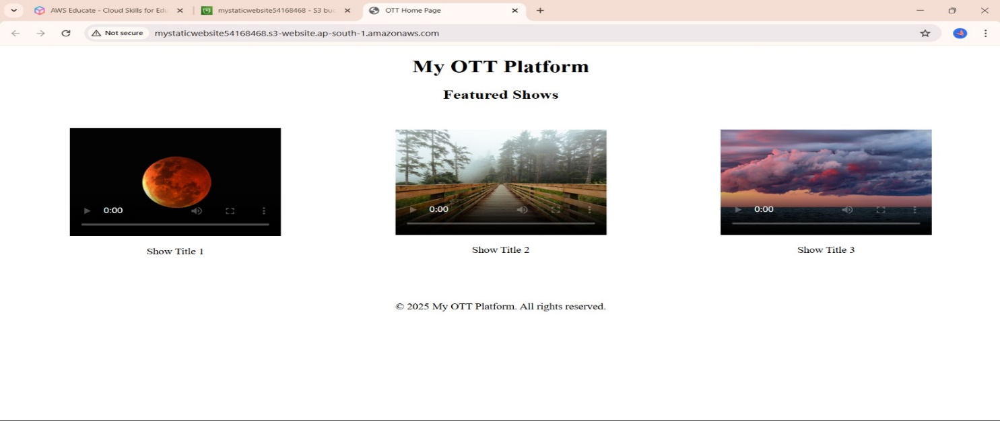 AWS Educate - Cloud Skills for Edu
mystaticwebsite54168468 - S3 buc
OTT Home Page
Not secure
mystaticwebsite54168468.s3-website.ap-south-1.amazonaws.com
My OTT Platform
Featured Shows
0:00
0:00
0:00
Show Title 1
Show Title 2
Show Title 3
© 2025 My OTT Platform. All rights reserved.